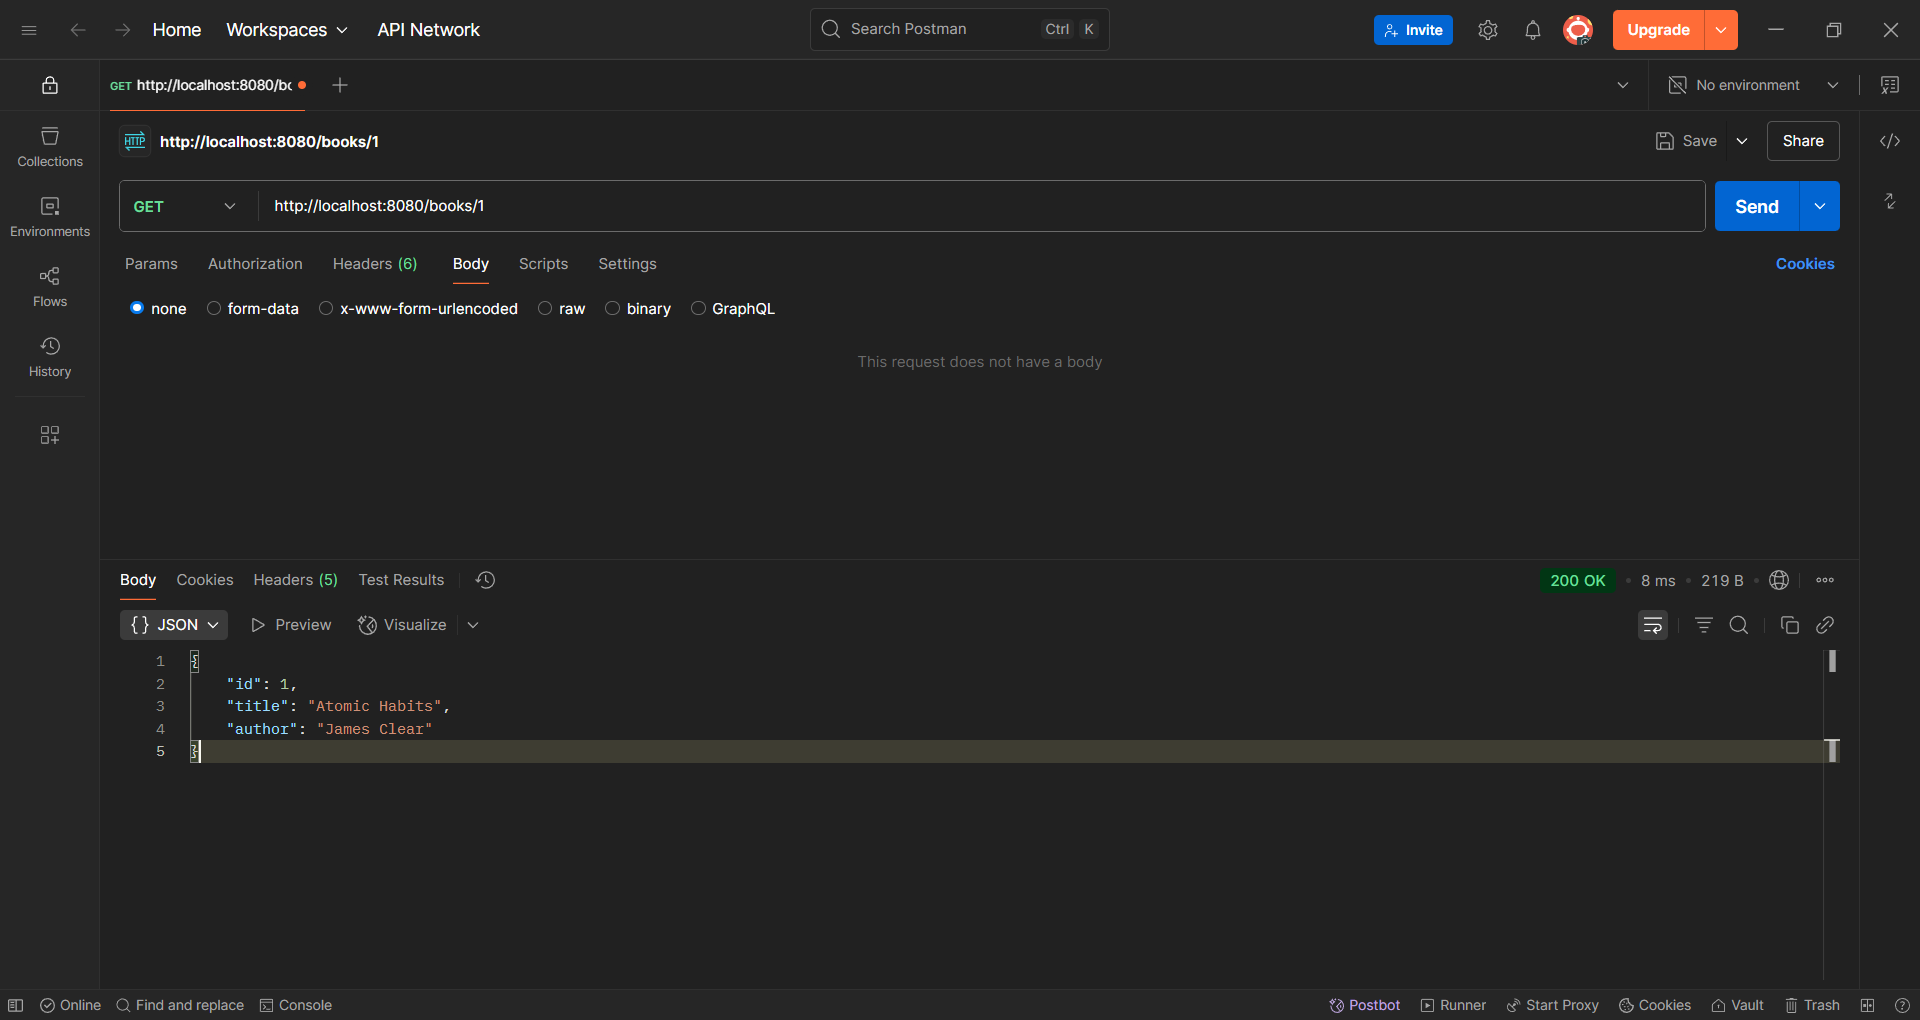 Home Workspaces API Network Search Postman Ctrl K Invite Upgrade
GET http://localhost:8080/bc No environment
HTTP http://localhost:8080/books/1 Save Share
Collections
GET http://localhost:8080/books/1 Send
Environments
Params Authorization Headers (6) Body Scripts Settings Cookies
Flows
none form-data x-www-form-urlencoded raw binary GraphQL
History
This request does not have a body
Body Cookies Headers (5) Test Results 200 OK • 8 ms • 219 B
{} JSON Preview Visualize
1 {
2 "id": 1,
3 "title": "Atomic Habits",
4 "author": "James Clear"
5 }
Online Find and replace Console Postbot Runner Start Proxy Cookies Vault Trash